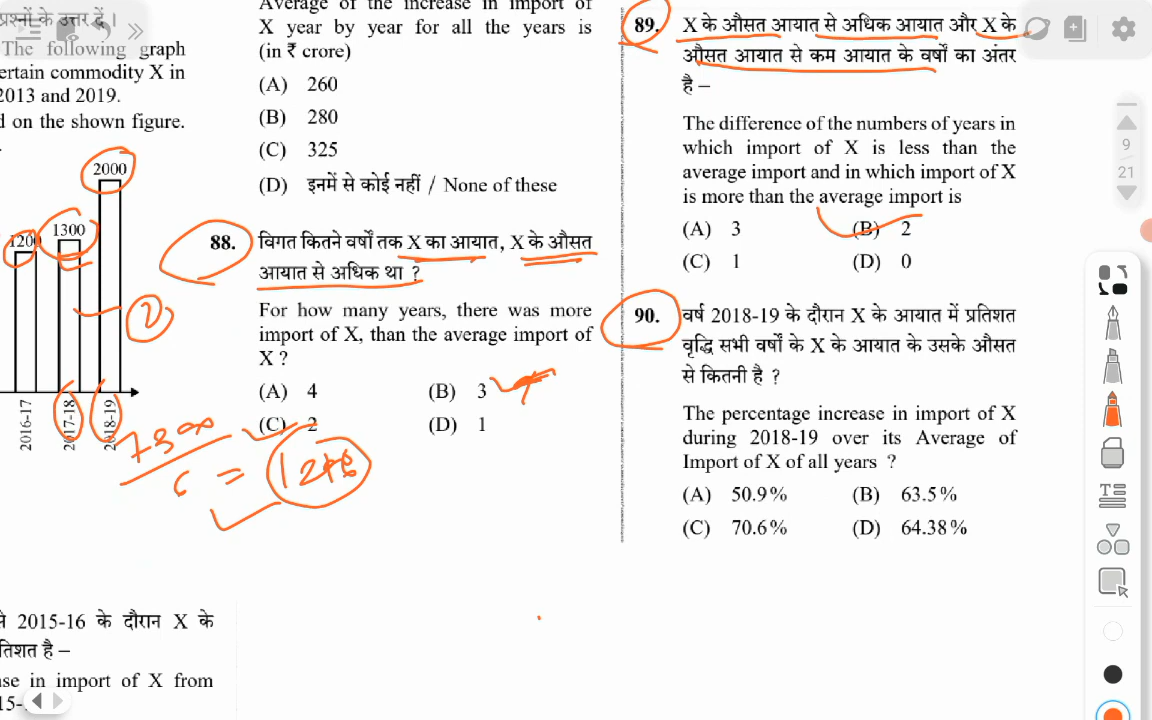 प्रश्नों के उत्तर दें।
The following graph
ertain commodity X in
2013 and 2019.
d on the shown figure.
2000
1300
1200
2016-17
2017-18
2018-19
2015-16 के दौरान X के
तिशत है –
se in import of X from
15-
Average of the increase in import of
X year by year for all the years is
(in ₹ crore)
(A) 260
(B) 280
(C) 325
(D) इनमें से कोई नहीं / None of these
88. विगत कितने वर्षों तक X का आयात, X के औसत
आयात से अधिक था ?
For how many years, there was more
import of X, than the average import of
X ?
(A) 4 (B) 3
(C) 2 (D) 1
2
6 =
89. X के औसत आयात से अधिक आयात और X के
औसत आयात से कम आयात के वर्षों का अंतर
है –
The difference of the numbers of years in
which import of X is less than the
average import and in which import of X
is more than the average import is
(A) 3 (B) 2
(C) 1 (D) 0
90. वर्ष 2018-19 के दौरान X के आयात में प्रतिशत
वृद्धि सभी वर्षों के X के आयात के उसके औसत
से कितनी है ?
The percentage increase in import of X
during 2018-19 over its Average of
Import of X of all years ?
(A) 50.9% (B) 63.5%
(C) 70.6% (D) 64.38%
9
21